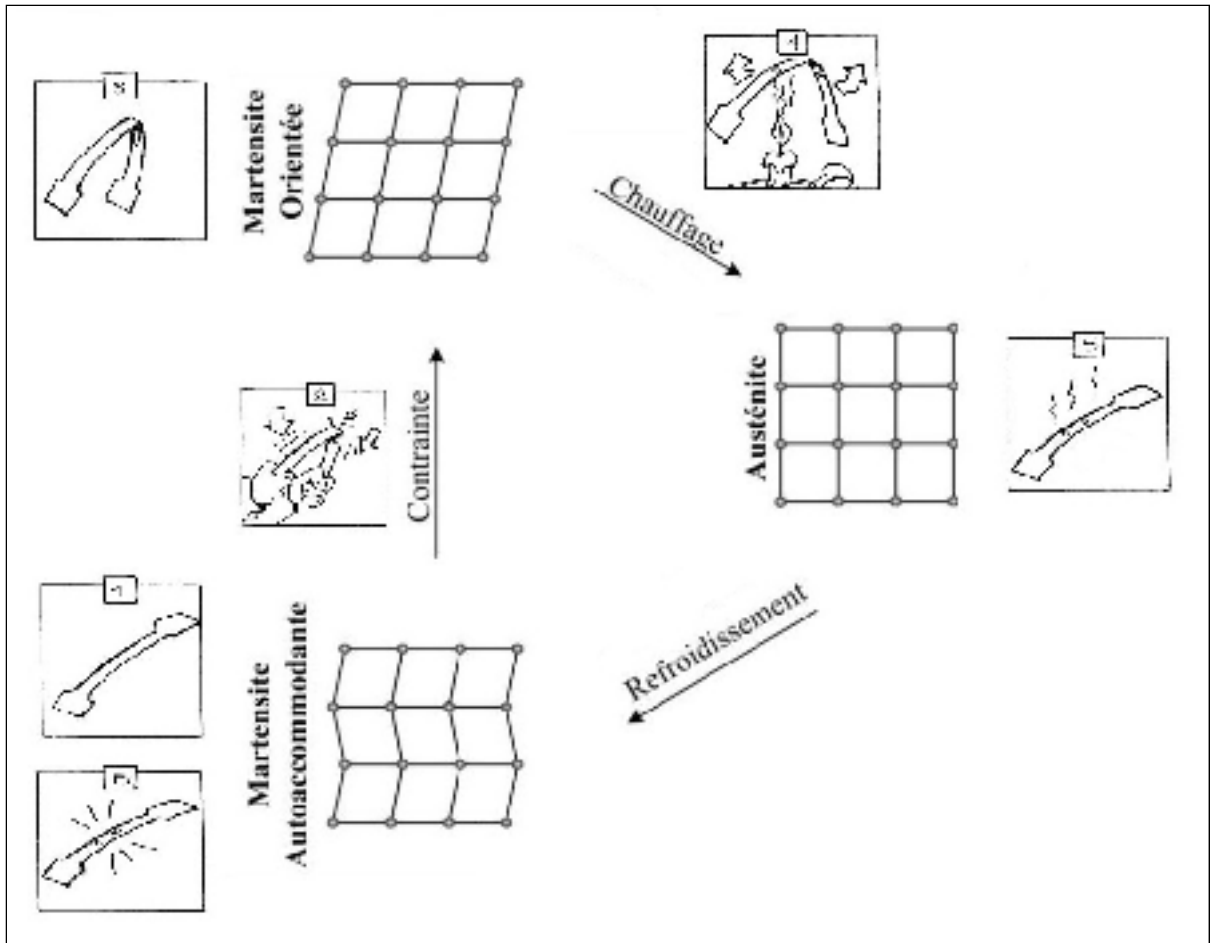 Martensite
Orientée
Chauffage
Austénite
Contrainte
Refroidissement
Martensite
Autoaccommodante